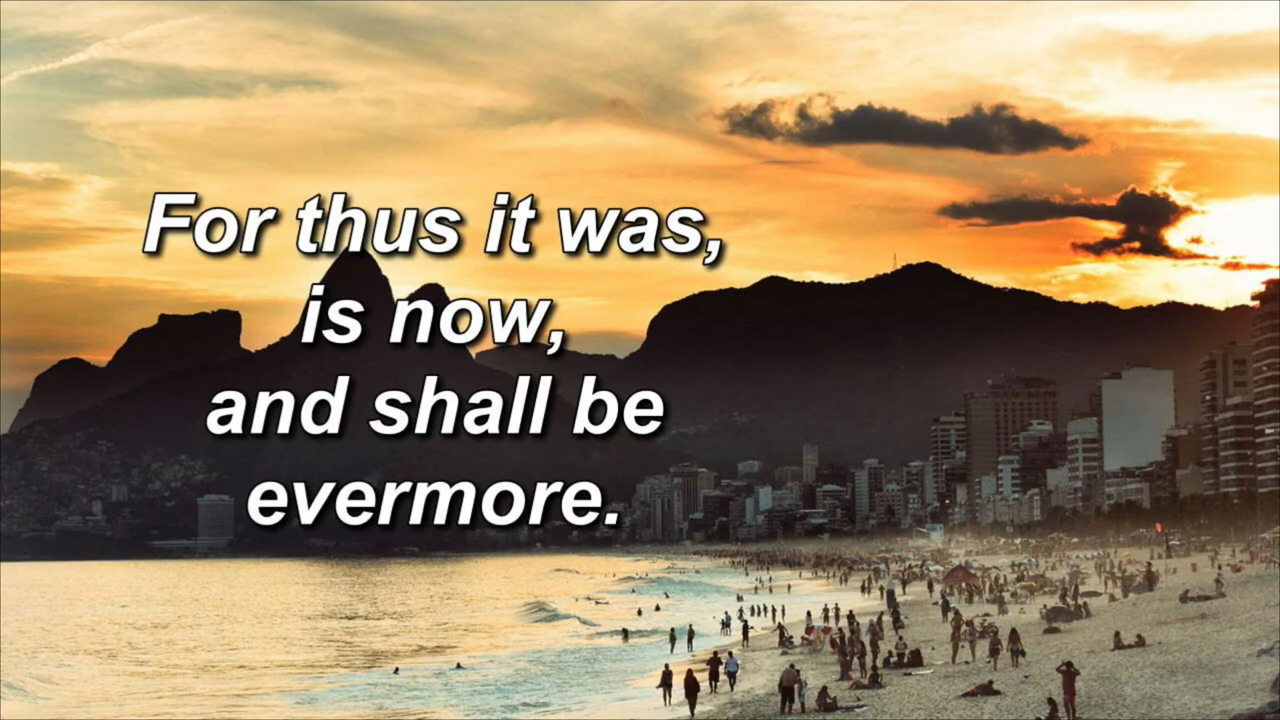 For thus it was,
is now,
and shall be
evermore.